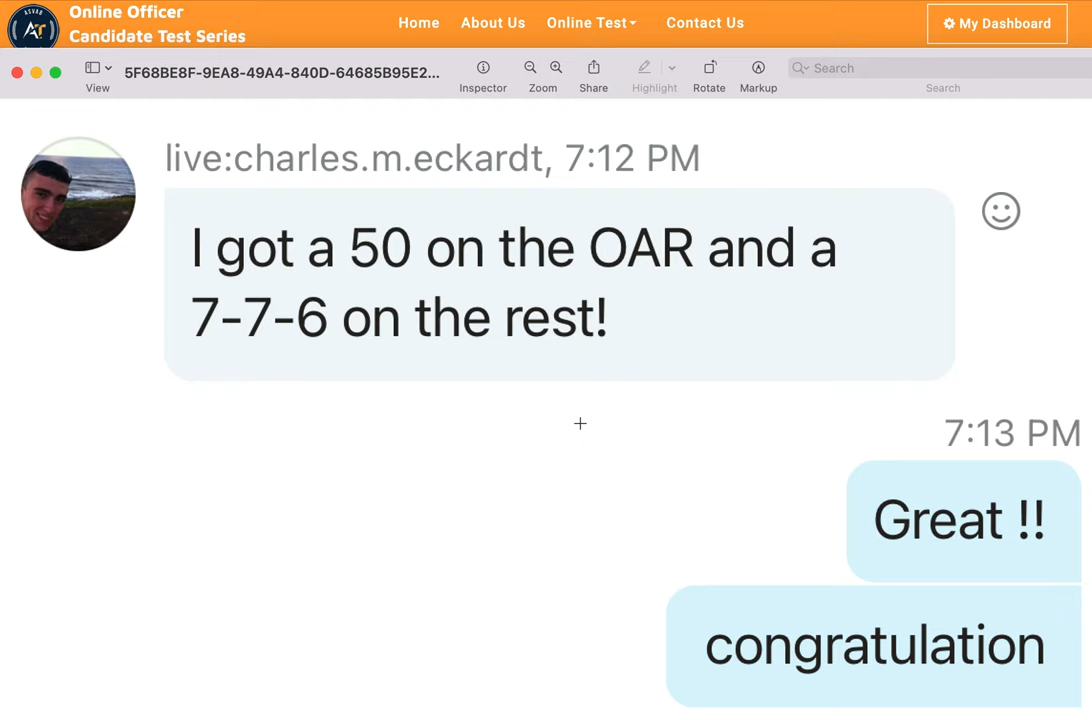 ASVAB
AT
Online Officer
Candidate Test Series
Home About Us Online Test Contact Us My Dashboard
5F68BE8F-9EA8-49A4-840D-64685B95E2...
View Inspector Zoom Share Highlight Rotate Markup Search
Search
live:charles.m.eckardt, 7:12 PM
I got a 50 on the OAR and a
7-7-6 on the rest!
7:13 PM
Great !!
congratulation